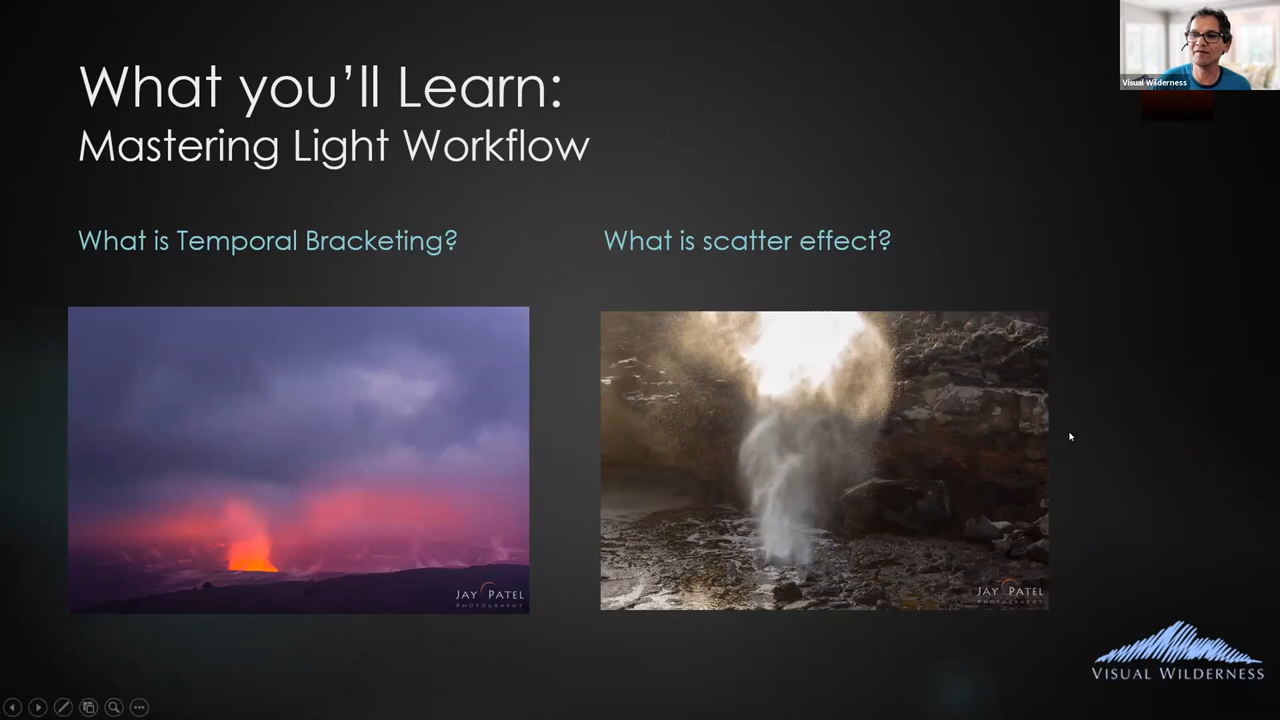 What you'll Learn:
Mastering Light Workflow
Visual Wilderness
What is Temporal Bracketing?
What is scatter effect?
JAY PATEL
PHOTOGRAPHY
JAY PATEL
PHOTOGRAPHY
VISUAL WILDERNESS